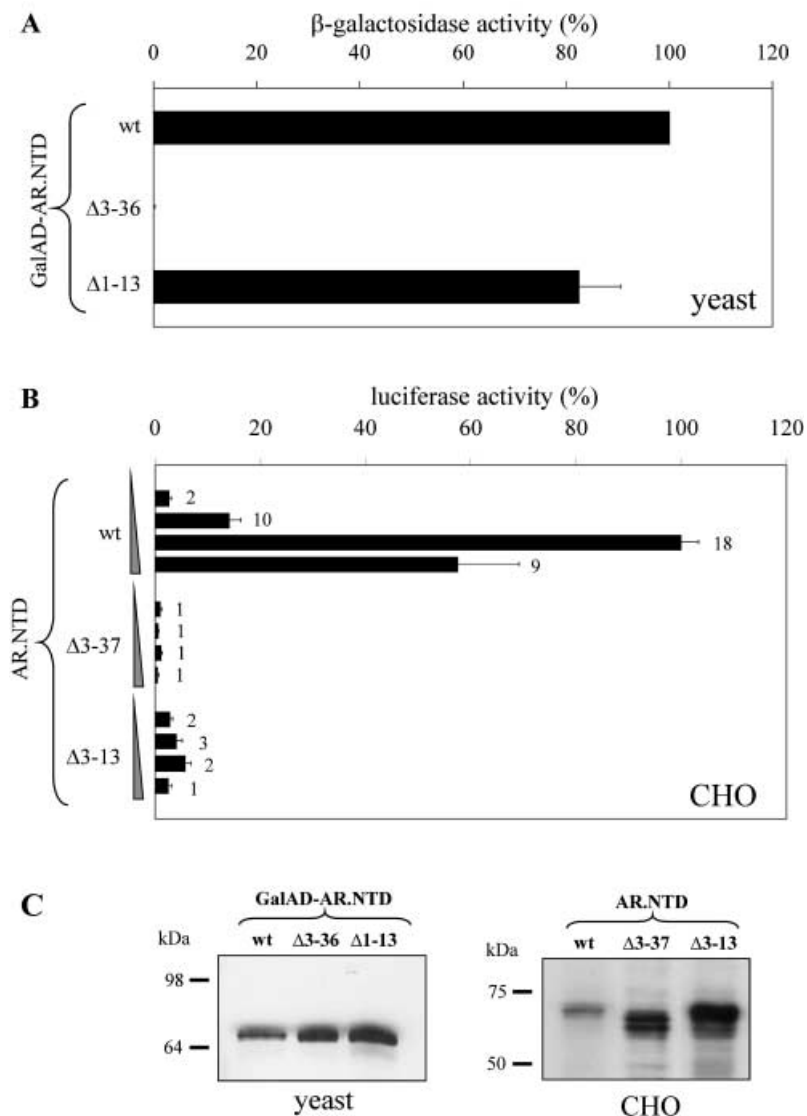 A
β-galactosidase activity (%)
0 20 40 60 80 100 120
GalAD-AR.NTD
wt
Δ3-36
Δ1-13
yeast
B
luciferase activity (%)
0 20 40 60 80 100 120
AR.NTD
wt
2
10
18
9
Δ3-37
1
1
1
1
Δ3-13
2
3
2
1
CHO
C
GalAD-AR.NTD
kDa wt Δ3-36 Δ1-13
98
64
yeast
AR.NTD
kDa wt Δ3-37 Δ3-13
75
50
CHO